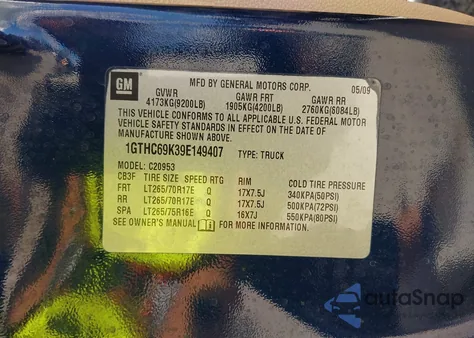 GM
MFD BY GENERAL MOTORS CORP. 05/09
GVWR GAWR FRT GAWR RR
4173KG(9200LB) 1905KG(4200LB) 2760KG(6084LB)
THIS VEHICLE CONFORMS TO ALL APPLICABLE U.S. FEDERAL MOTOR
VEHICLE SAFETY STANDARDS IN EFFECT ON THE DATE OF
MANUFACTURE SHOWN ABOVE.
1GTHC69K39E149407 TYPE: TRUCK
MODEL: C20953
CB3F TIRE SIZE SPEED RTG RIM COLD TIRE PRESSURE
FRT LT265/70R17E Q 17X7.5J 340KPA(50PSI)
RR LT265/70R17E Q 17X7.5J 500KPA(72PSI)
SPA LT265/75R16E Q 16X7J 550KPA(80PSI)
SEE OWNER'S MANUAL FOR MORE INFORMATION.
autoSnap